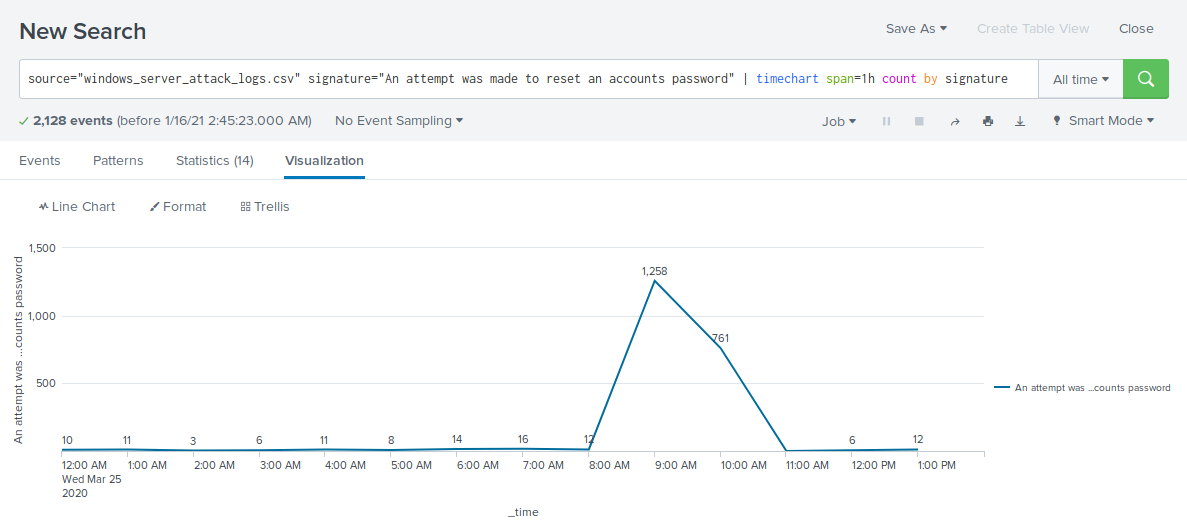 New Search
Save As
Create Table View
Close
source="windows_server_attack_logs.csv" signature="An attempt was made to reset an accounts password" | timechart span=1h count by signature
All time
2,128 events (before 1/16/21 2:45:23.000 AM)
No Event Sampling
Job
Smart Mode
Events
Patterns
Statistics (14)
Visualization
Line Chart
Format
Trellis
An attempt was ...counts password
1,500
1,000
500
1,258
761
10 11 3 6 11 8 14 16 12 6 12
12:00 AM 1:00 AM 2:00 AM 3:00 AM 4:00 AM 5:00 AM 6:00 AM 7:00 AM 8:00 AM 9:00 AM 10:00 AM 11:00 AM 12:00 PM 1:00 PM
Wed Mar 25
2020
_time
An attempt was ...counts password